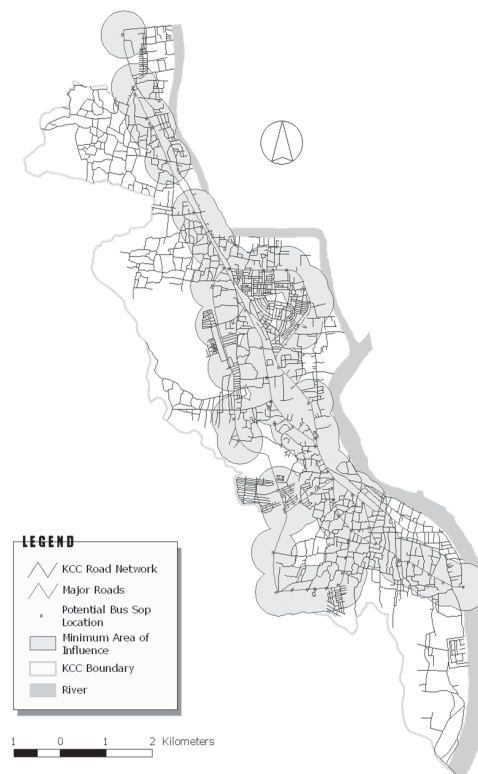 LEGEND
KCC Road Network
Major Roads
Potential Bus Sop
Location
Minimum Area of
Influence
KCC Boundary
River
1 0 1 2 Kilometers